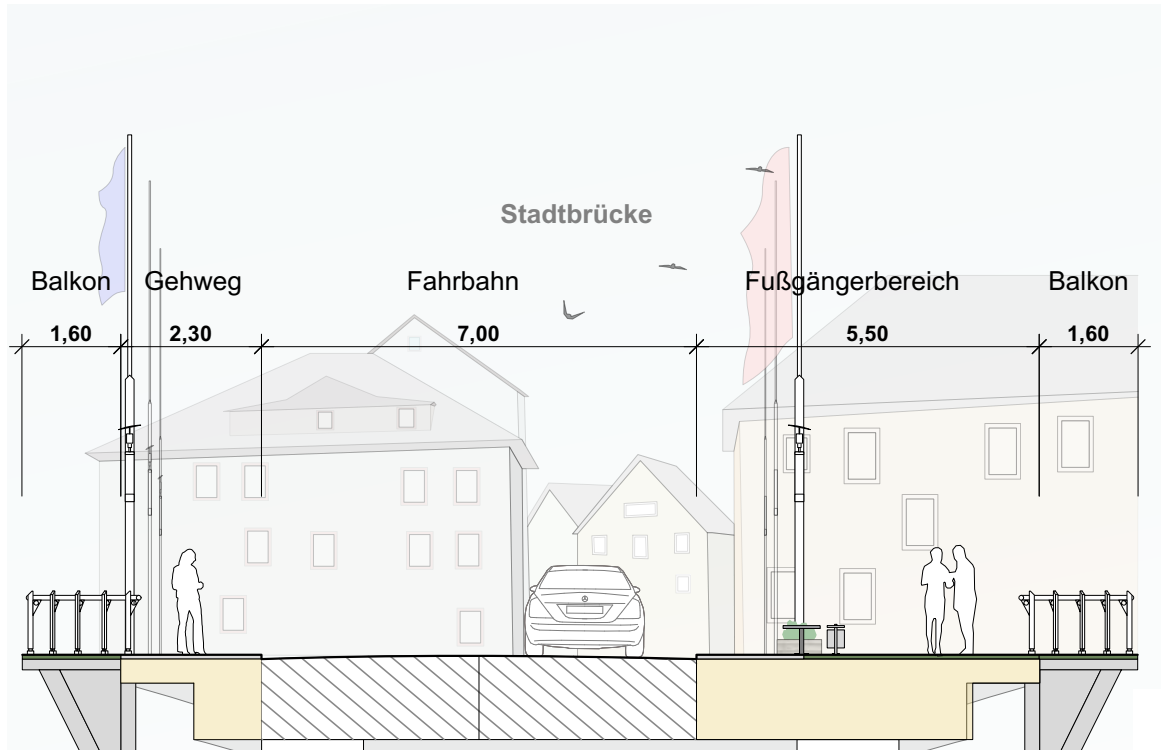 Stadtbrücke
Balkon Gehweg Fahrbahn Fußgängerbereich Balkon
1,60 2,30 7,00 5,50 1,60